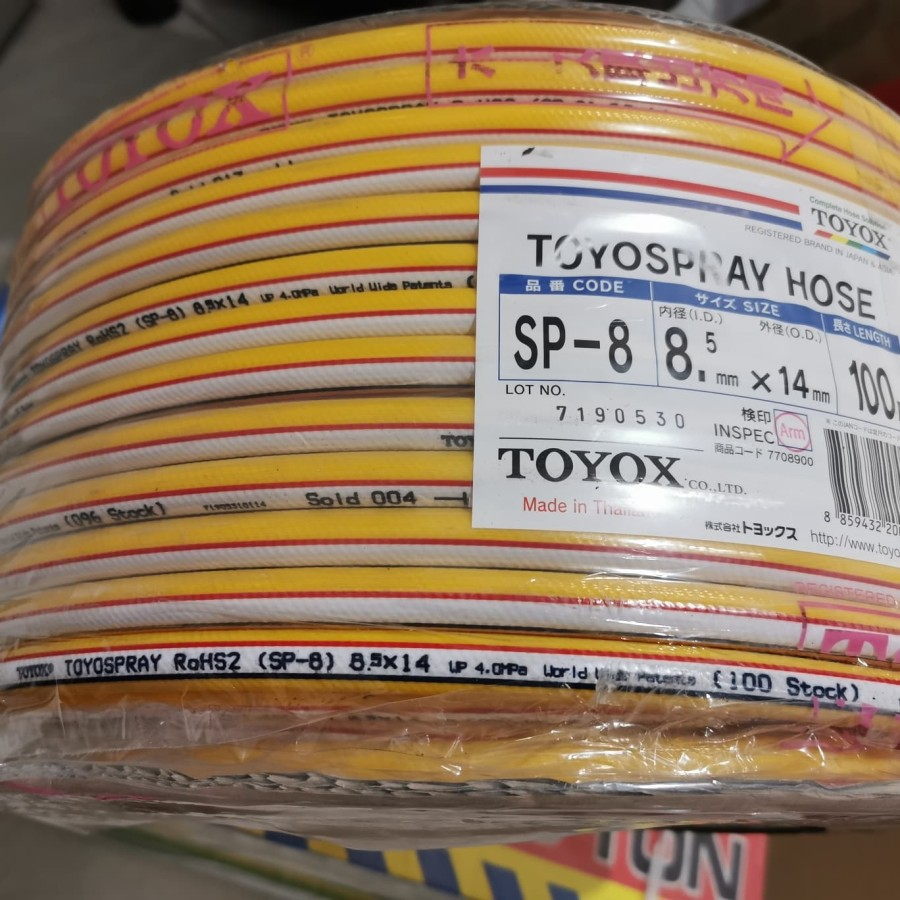 TOYOX ®
TOYOSPRAY RoHS2 (SP-8) 8.5×14 WP 4.0MPa World Wide Patents
Complete Hose Solution
TOYOX
REGISTERED BRAND IN JAPAN & ASIA
TOYOSPRAY HOSE
品番 CODE
サイズ SIZE
長さ LENGTH
SP-8
内径(I.D.)
外径(O.D.)
8.5 mm × 14 mm
100
LOT NO.
7190530
検印
INSPEC
Arm
商品コード 7708900
TOYOX CO.,LTD.
Made in
株式会社トヨックス
8 859432
http://www.toyo
(096 Stock)
Sold 004
REGISTERED
TOYOX® TOYOSPRAY RoHS2 (SP-8) 8.5×14 WP 4.0MPa World Wide Patents (100 Stock)
TON